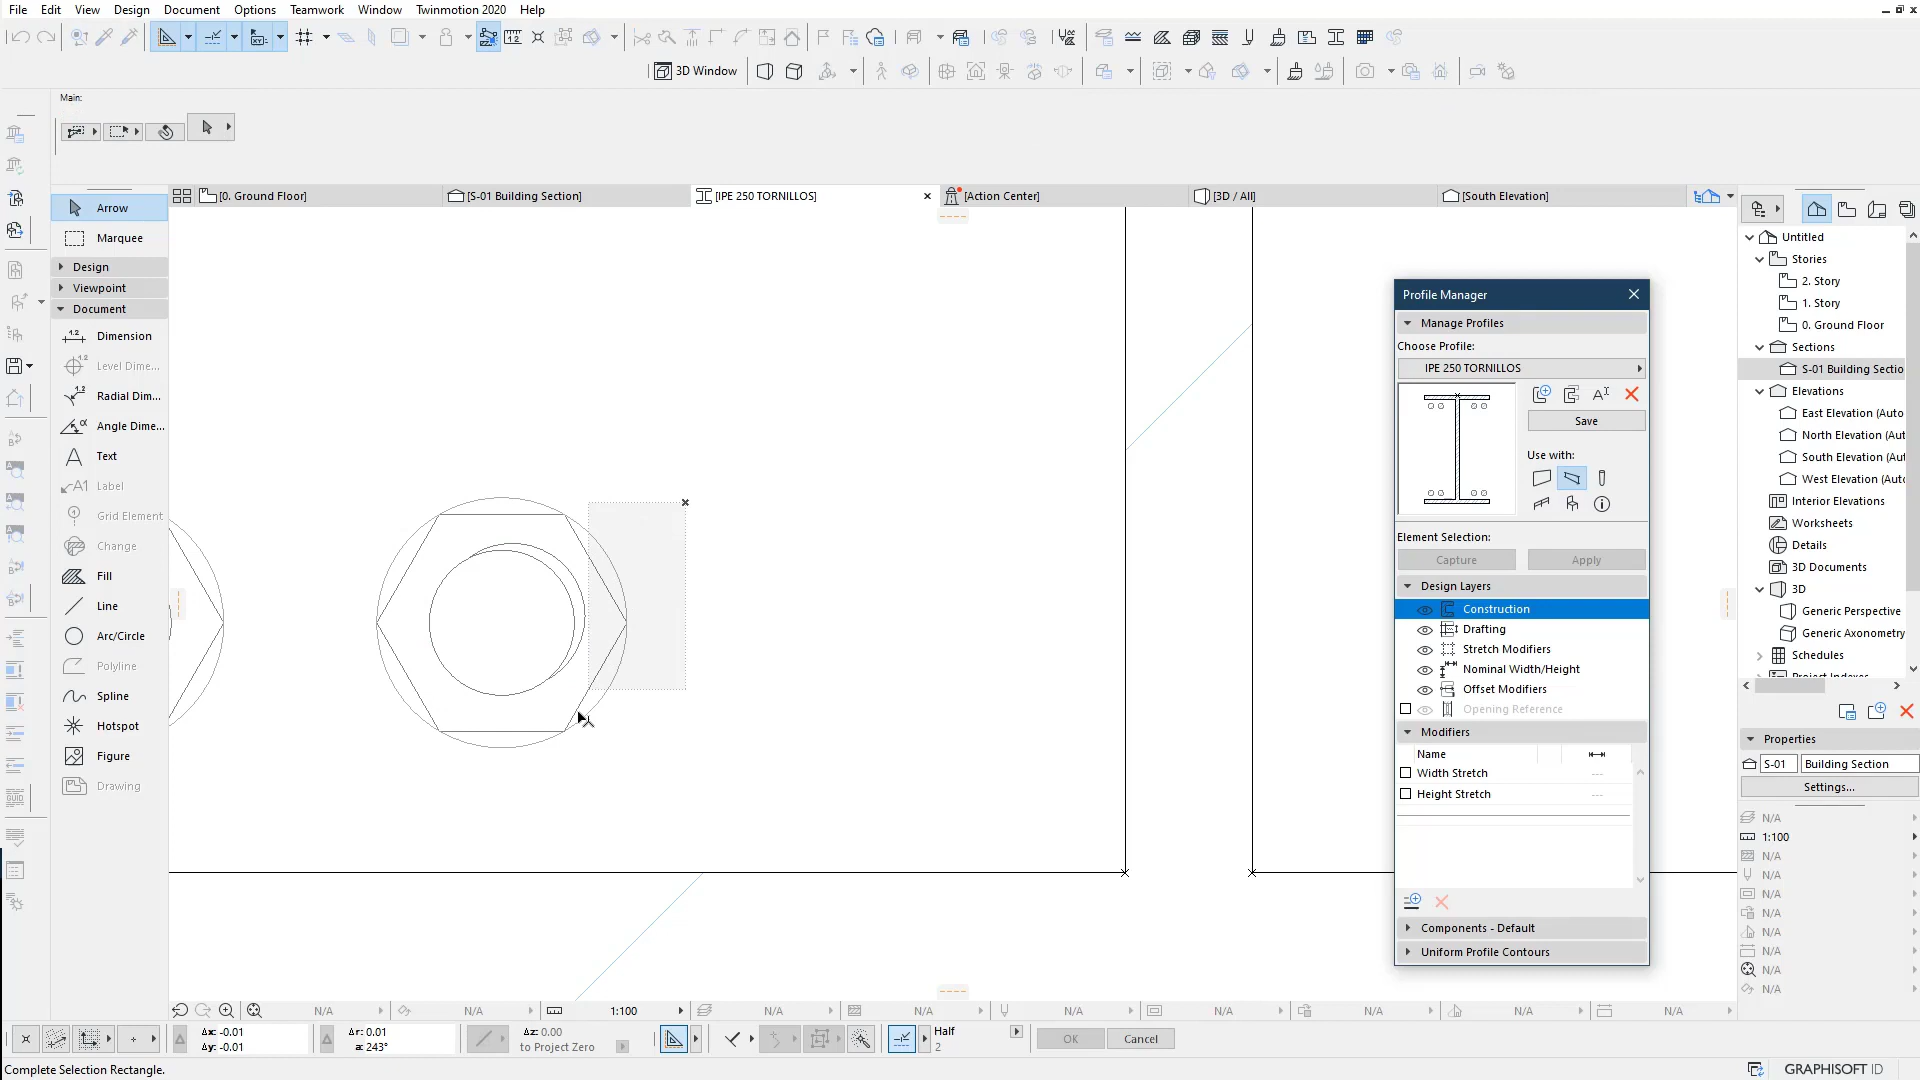 File Edit View Design Document Options Teamwork Window Twinmotion 2020 Help
3D Window
Main:
[0. Ground Floor]
[S-01 Building Section]
[IPE 250 TORNILLOS]
[Action Center]
[3D / All]
[South Elevation]
Arrow
Marquee
Design
Viewpoint
Document
Dimension
Level Dime...
Radial Dim...
Angle Dime...
Text
Label
Grid Element
Change
Fill
Line
Arc/Circle
Polyline
Spline
Hotspot
Figure
Drawing
Profile Manager
Manage Profiles
Choose Profile:
IPE 250 TORNILLOS
Save
Use with:
Element Selection:
Capture
Apply
Design Layers
Construction
Drafting
Stretch Modifiers
Nominal Width/Height
Offset Modifiers
Opening Reference
Modifiers
Name
Width Stretch ---
Height Stretch ---
Components - Default
Uniform Profile Contours
Untitled
Stories
2. Story
1. Story
0. Ground Floor
Sections
S-01 Building Sectio
Elevations
East Elevation (Auto
North Elevation (Aut
South Elevation (Aut
West Elevation (Auto
Interior Elevations
Worksheets
Details
3D Documents
3D
Generic Perspective
Generic Axonometry
Schedules
Project Indexes
Properties
S-01
Building Section
Settings...
N/A
1:100
N/A
N/A
N/A
N/A
N/A
N/A
N/A
N/A
N/A N/A 1:100 N/A N/A N/A N/A N/A N/A N/A
Δx: -0.01
Δy: -0.01
Δr: 0.01
a: 243°
Δz: 0.00
to Project Zero
Half
2
OK
Cancel
Complete Selection Rectangle.
GRAPHISOFT ID